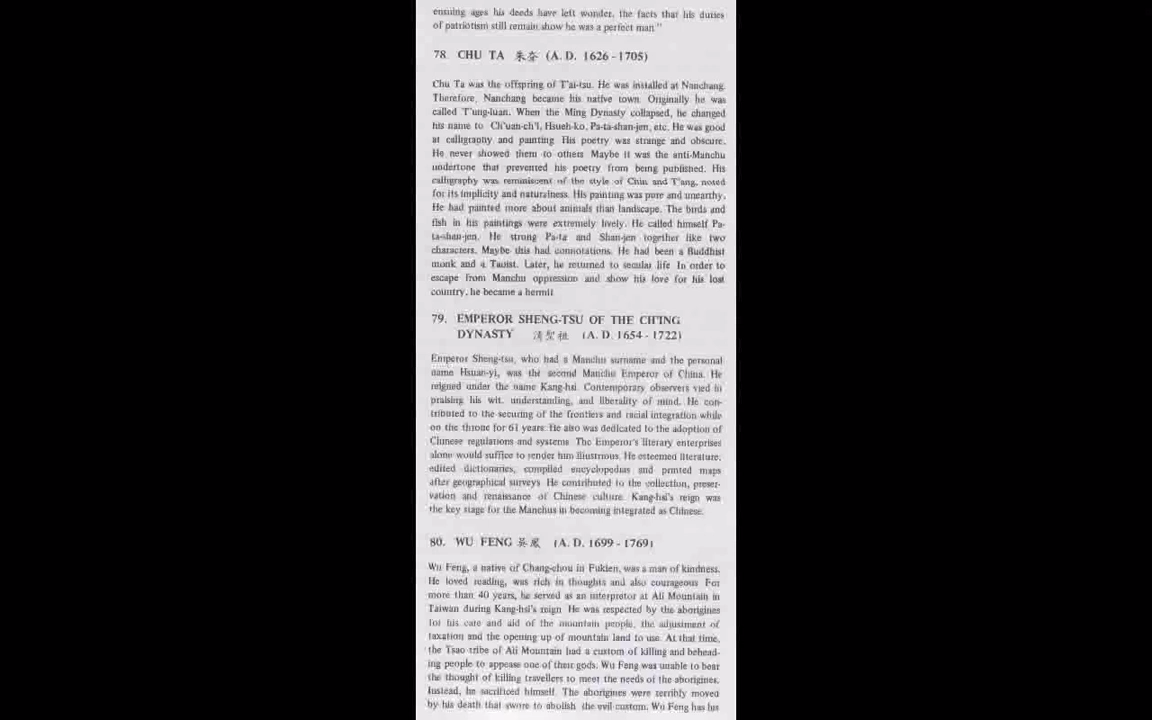 ensuing ages his deeds have left wonder, the facts that his duties
of patriotism still remain show he was a perfect man."
78. CHU TA 朱耷 (A. D. 1626 - 1705)
Chu Ta was the offspring of T'ai-tsu. He was installed at Nanchang.
Therefore, Nanchang became his native town. Originally he was
called T'ung-luan. When the Ming Dynasty collapsed, he changed
his name to Ch'uan-ch'i, Hsueh-ko, Pa-ta-shan-jen, etc. He was good
at calligraphy and painting. His poetry was strange and obscure.
He never showed them to others. Maybe it was the anti-Manchu
undertone that prevented his poetry from being published. His
calligraphy was reminiscent of the style of Chin and T'ang, noted
for its implicity and naturalness. His painting was pure and unearthy.
He had painted more about animals than landscape. The birds and
fish in his paintings were extremely lively. He called himself Pa-
ta-shan-jen. He strong Pa-ta and Shan-jen together like two
characters. Maybe this had connotations. He had been a Buddhist
monk and a Taoist. Later, he returned to secular life. In order to
escape from Manchu oppression and show his love for his lost
country, he became a hermit.
79. EMPEROR SHENG-TSU OF THE CH'ING
DYNASTY 清聖祖 (A. D. 1654 - 1722)
Emperor Sheng-tsu, who had a Manchu surname and the personal
name Hsuan-yi, was the second Manchu Emperor of China. He
reigned under the name Kang-hsi. Contemporary observers vied in
praising his wit, understanding, and liberality of mind. He con-
tributed to the securing of the frontiers and racial integration while
on the throne for 61 years. He also was dedicated to the adoption of
Chinese regulations and systems. The Emperor's literary enterprises
alone would suffice to render him illustrious. He esteemed literature,
edited dictionaries, compiled encyclopedias and printed maps
after geographical surveys. He contributed to the collection, preser-
vation and renaissance of Chinese culture. Kang-hsi's reign was
the key stage for the Manchus in becoming integrated as Chinese.
80. WU FENG 吳鳳 (A. D. 1699 - 1769)
Wu Feng, a native of Chang-chou in Fukien, was a man of kindness.
He loved reading, was rich in thoughts and also courageous. For
more than 40 years, he served as an interpretor at Ali Mountain in
Taiwan during Kang-hsi's reign. He was respected by the aborigines
for his care and aid of the mountain people, the adjustment of
taxation and the opening up of mountain land to use. At that time,
the Tsao tribe of Ali Mountain had a custom of killing and behead-
ing people to appease one of their gods. Wu Feng was unable to bear
the thought of killing travellers to meet the needs of the aborigines.
Instead, he sacrificed himself. The aborigines were terribly moved
by his death that swore to abolish the evil custom. Wu Feng has his